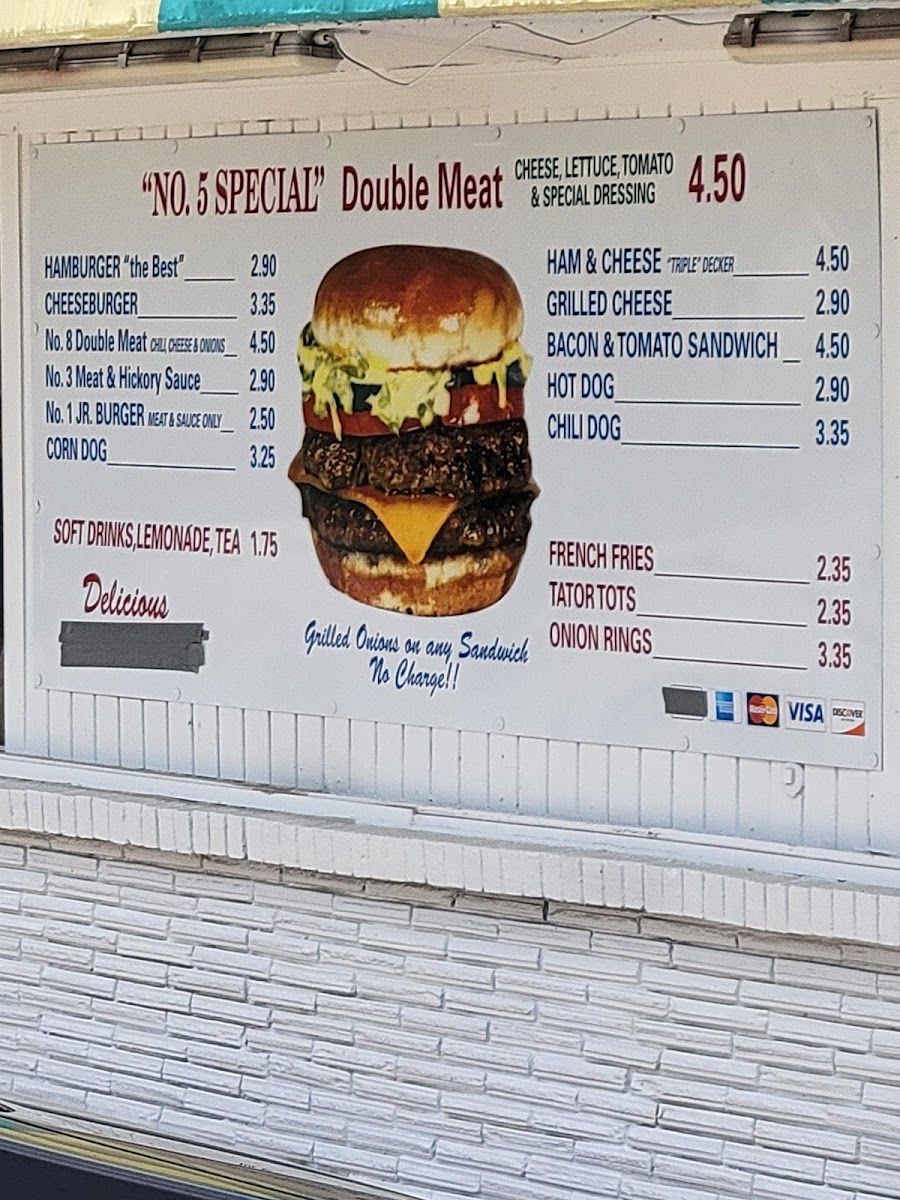 "NO. 5 SPECIAL" Double Meat CHEESE, LETTUCE, TOMATO
& SPECIAL DRESSING 4.50
HAMBURGER "the Best" 2.90
CHEESEBURGER 3.35
No. 8 Double Meat CHILI, CHEESE & ONIONS 4.50
No. 3 Meat & Hickory Sauce 2.90
No. 1 JR. BURGER MEAT & SAUCE ONLY 2.50
CORN DOG 3.25
SOFT DRINKS, LEMONADE, TEA 1.75
Delicious
Grilled Onions on any Sandwich
No Charge!!
HAM & CHEESE "TRIPLE" DECKER 4.50
GRILLED CHEESE 2.90
BACON & TOMATO SANDWICH 4.50
HOT DOG 2.90
CHILI DOG 3.35
FRENCH FRIES 2.35
TATOR TOTS 2.35
ONION RINGS 3.35
MasterCard VISA DISCOVER